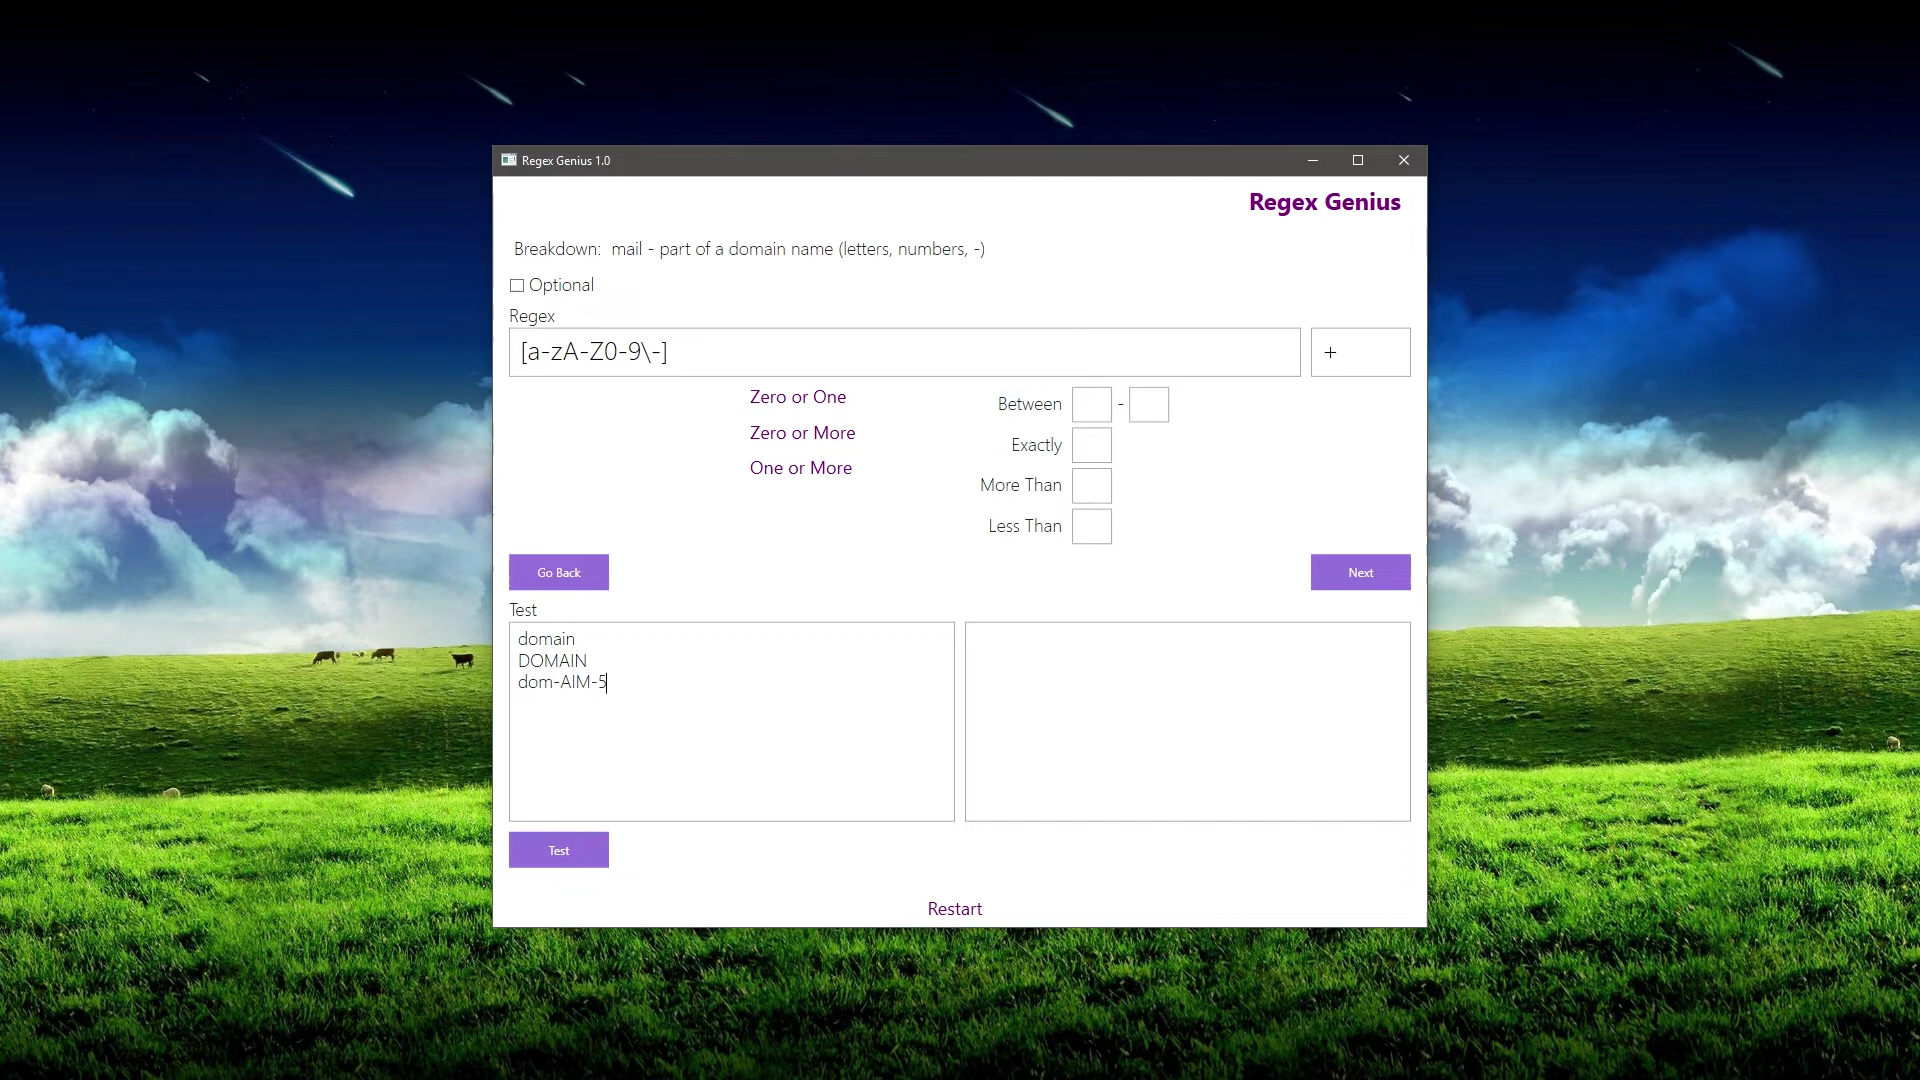 Regex Genius 1.0
Regex Genius
Breakdown: mail - part of a domain name (letters, numbers, -)
Optional
Regex
[a-zA-Z0-9\-]
+
Zero or One
Zero or More
One or More
Between -
Exactly
More Than
Less Than
Go Back
Next
Test
domain
DOMAIN
dom-AIM-5
Test
Restart